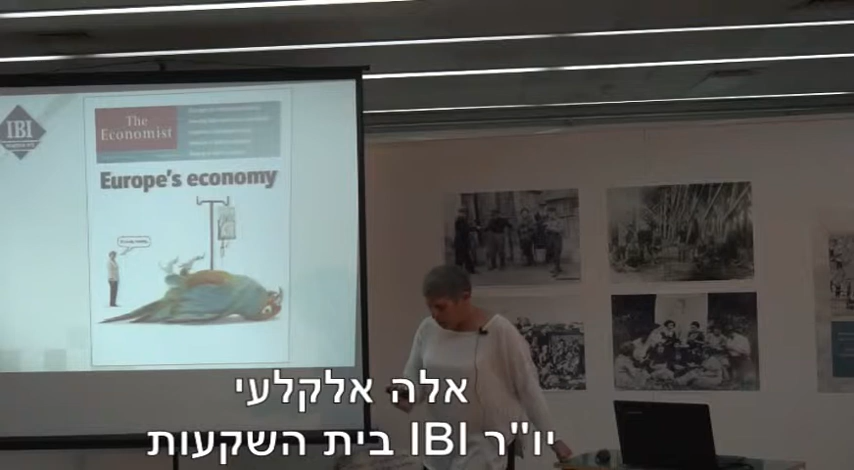 IBI
The
Economist
Europe's economy
אלה אלקלעי
יו"ר IBI בית השקעות